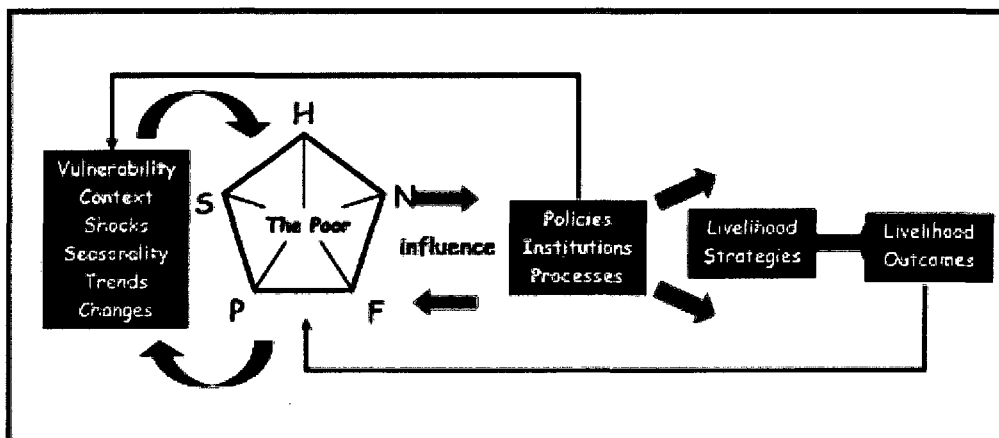 Vulnerability
Context
Shocks
Seasonality
Trends
Changes
H
S
N
The Poor
P
F
influence
Policies
Institutions
Processes
Livelihood
Strategies
Livelihood
Outcomes